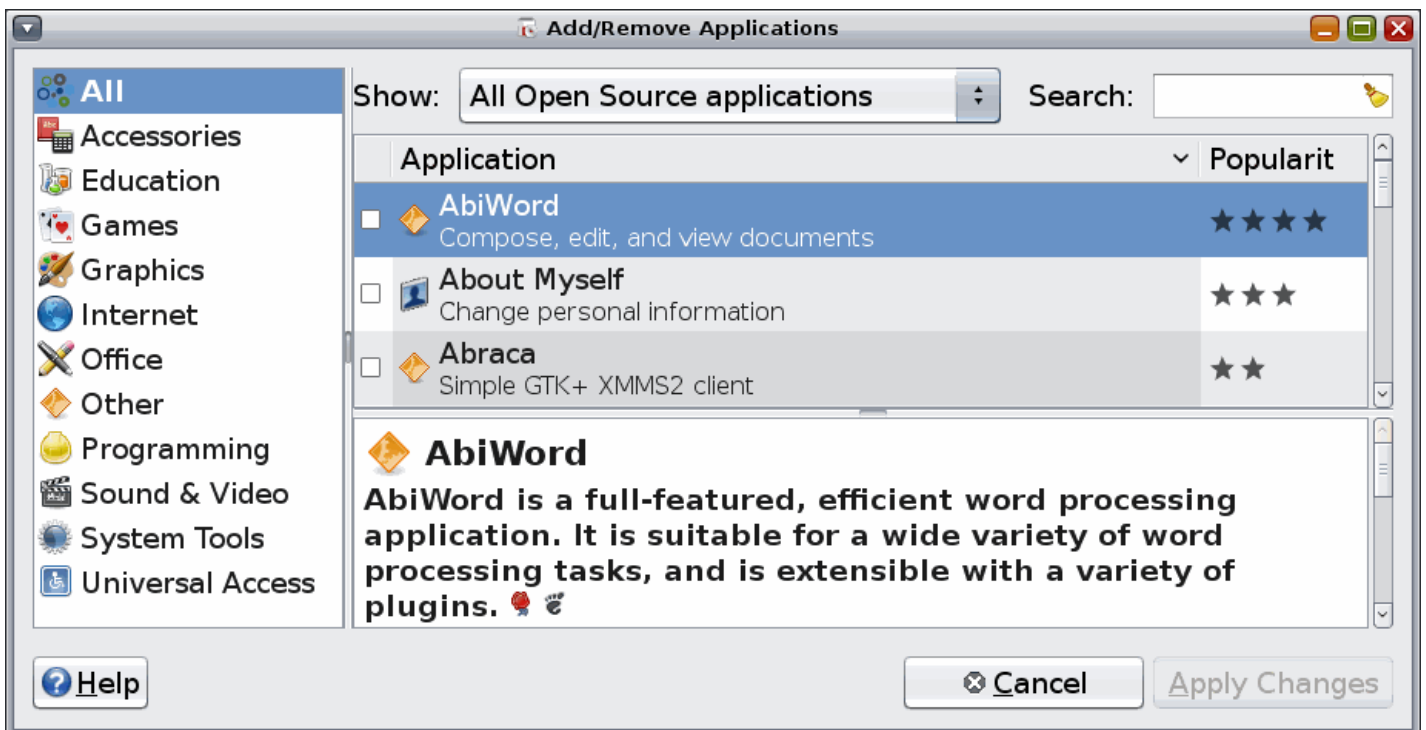 Add/Remove Applications
All
Accessories
Education
Games
Graphics
Internet
Office
Other
Programming
Sound & Video
System Tools
Universal Access
Show: All Open Source applications Search:
Application Popularit
AbiWord
Compose, edit, and view documents
About Myself
Change personal information
Abraca
Simple GTK+ XMMS2 client
AbiWord
AbiWord is a full-featured, efficient word processing
application. It is suitable for a wide variety of word
processing tasks, and is extensible with a variety of
plugins.
Help Cancel Apply Changes